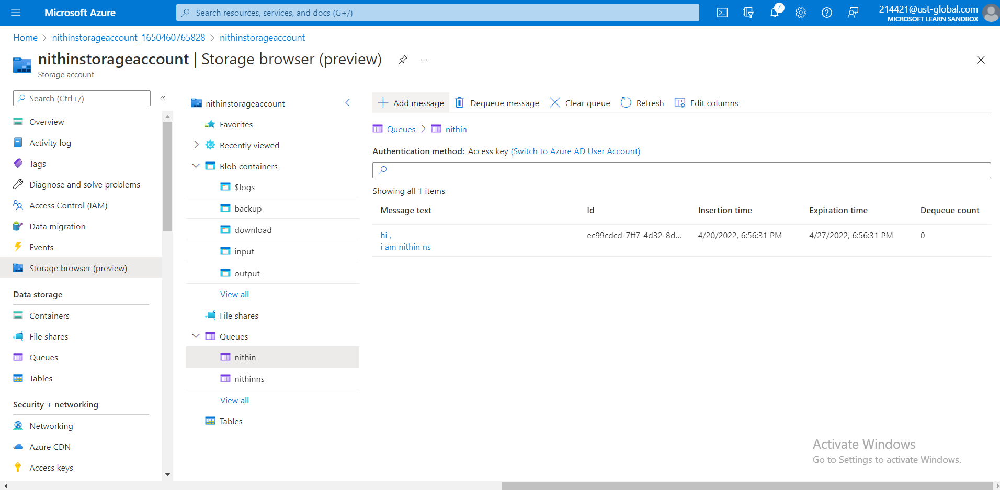 Microsoft Azure
Search resources, services, and docs (G+/)
7
214421@ust-global.com
MICROSOFT LEARN SANDBOX
Home > nithinstorageaccount_1650460765828 > nithinstorageaccount
nithinstorageaccount | Storage browser (preview) ...
Storage account
Search (Ctrl+/) «
Overview
Activity log
Tags
Diagnose and solve problems
Access Control (IAM)
Data migration
Events
Storage browser (preview)
Data storage
Containers
File shares
Queues
Tables
Security + networking
Networking
Azure CDN
Access keys
nithinstorageaccount
Favorites
Recently viewed
Blob containers
$logs
backup
download
input
output
View all
File shares
Queues
nithin
nithinns
View all
Tables
Add message Dequeue message Clear queue Refresh Edit columns
Queues > nithin
Authentication method: Access key (Switch to Azure AD User Account)
Showing all 1 items
Message text Id Insertion time Expiration time Dequeue count
hi , ec99cdcd-7ff7-4d32-8d... 4/20/2022, 6:56:31 PM 4/27/2022, 6:56:31 PM 0
i am nithin ns
Activate Windows
Go to Settings to activate Windows.